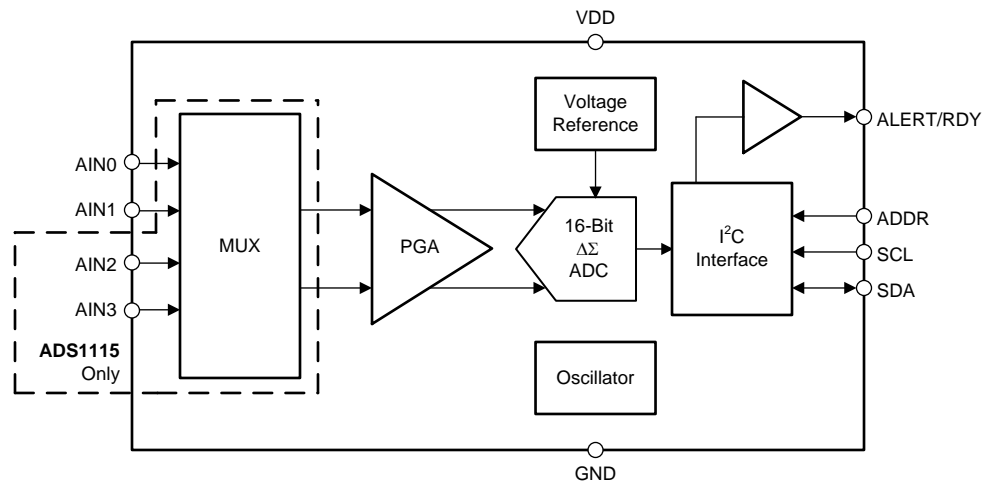 VDD
Voltage
Reference
ALERT/RDY
AIN0
AIN1
AIN2
AIN3
ADS1115
Only
MUX
PGA
16-Bit
ΔΣ
ADC
I²C
Interface
ADDR
SCL
SDA
Oscillator
GND